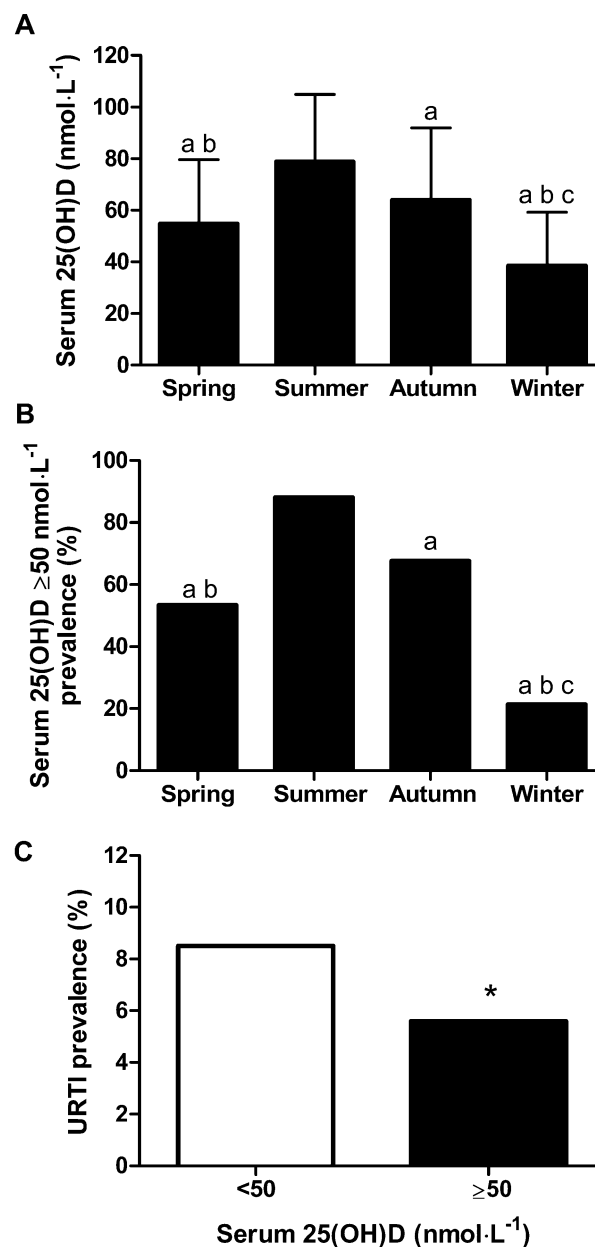 A
Serum 25(OH)D (nmol·L⁻¹)
120
100
80
60
40
20
0
a b
a
a b c
Spring Summer Autumn Winter
B
Serum 25(OH)D ≥50 nmol·L⁻¹
prevalence (%)
100
80
60
40
20
0
a b
a
a b c
Spring Summer Autumn Winter
C
URTI prevalence (%)
12
10
8
6
4
2
0
*
<50 ≥50
Serum 25(OH)D (nmol·L⁻¹)